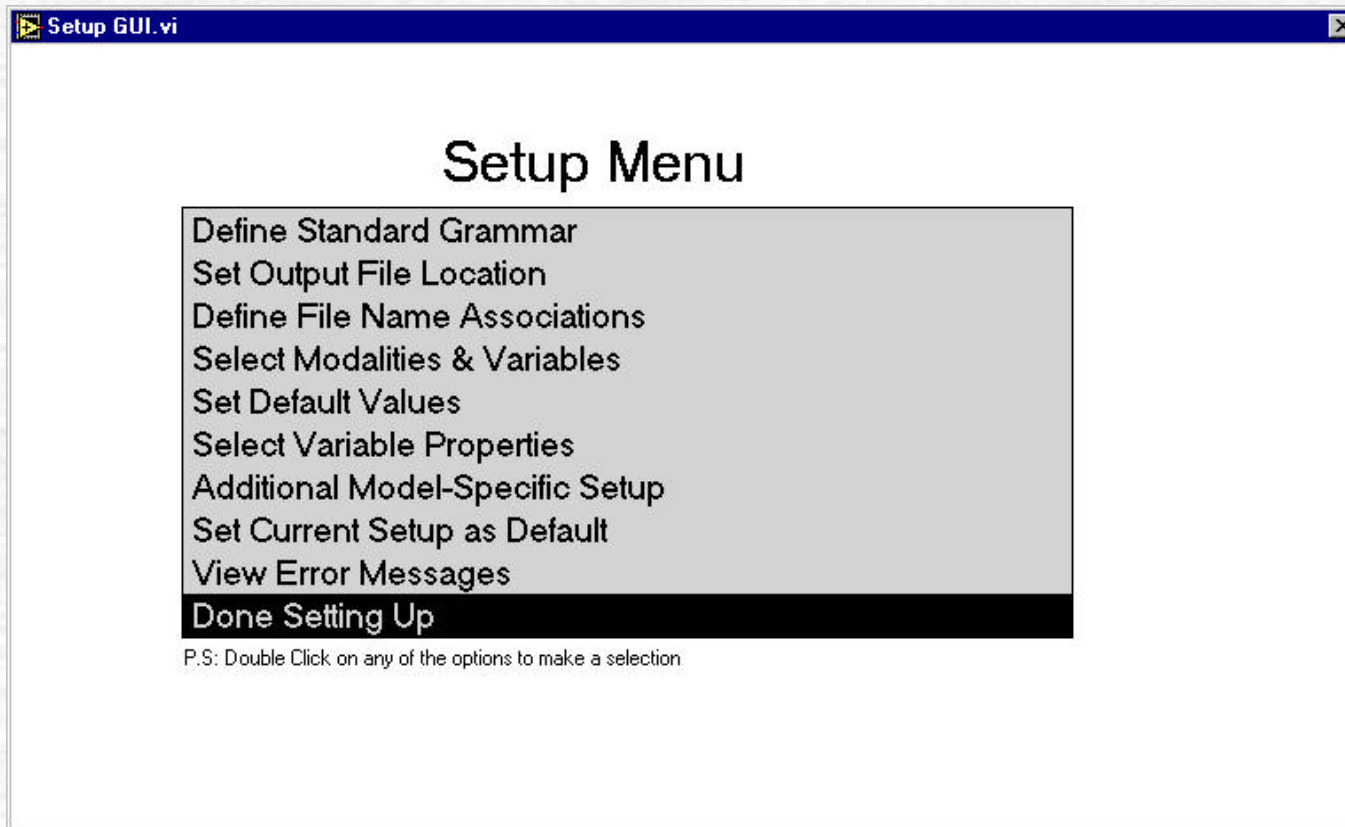 Setup GUI.vi
Setup Menu
Define Standard Grammar
Set Output File Location
Define File Name Associations
Select Modalities & Variables
Set Default Values
Select Variable Properties
Additional Model-Specific Setup
Set Current Setup as Default
View Error Messages
Done Setting Up
P.S: Double Click on any of the options to make a selection